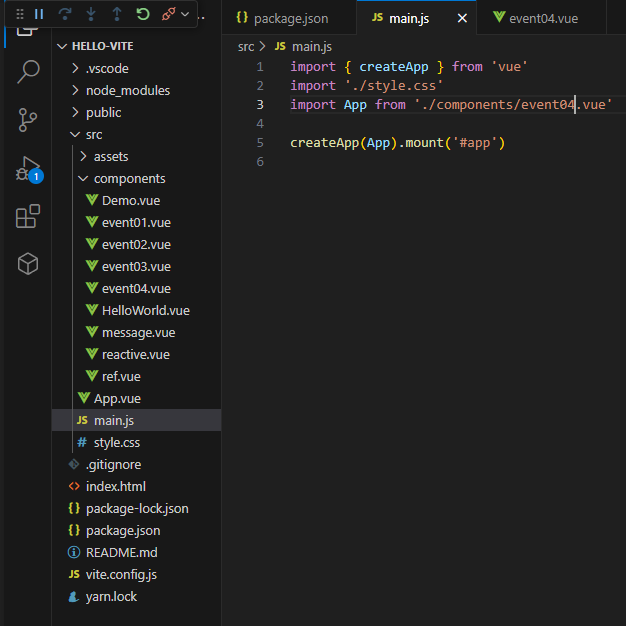 package.json
main.js
event04.vue
HELLO-VITE
src
main.js
.vscode
node_modules
public
src
assets
components
Demo.vue
event01.vue
event02.vue
event03.vue
event04.vue
HelloWorld.vue
message.vue
reactive.vue
ref.vue
App.vue
main.js
style.css
.gitignore
index.html
package-lock.json
package.json
README.md
vite.config.js
yarn.lock
1
1 import { createApp } from 'vue'
2 import './style.css'
3 import App from './components/event04.vue'
4
5 createApp(App).mount('#app')
6